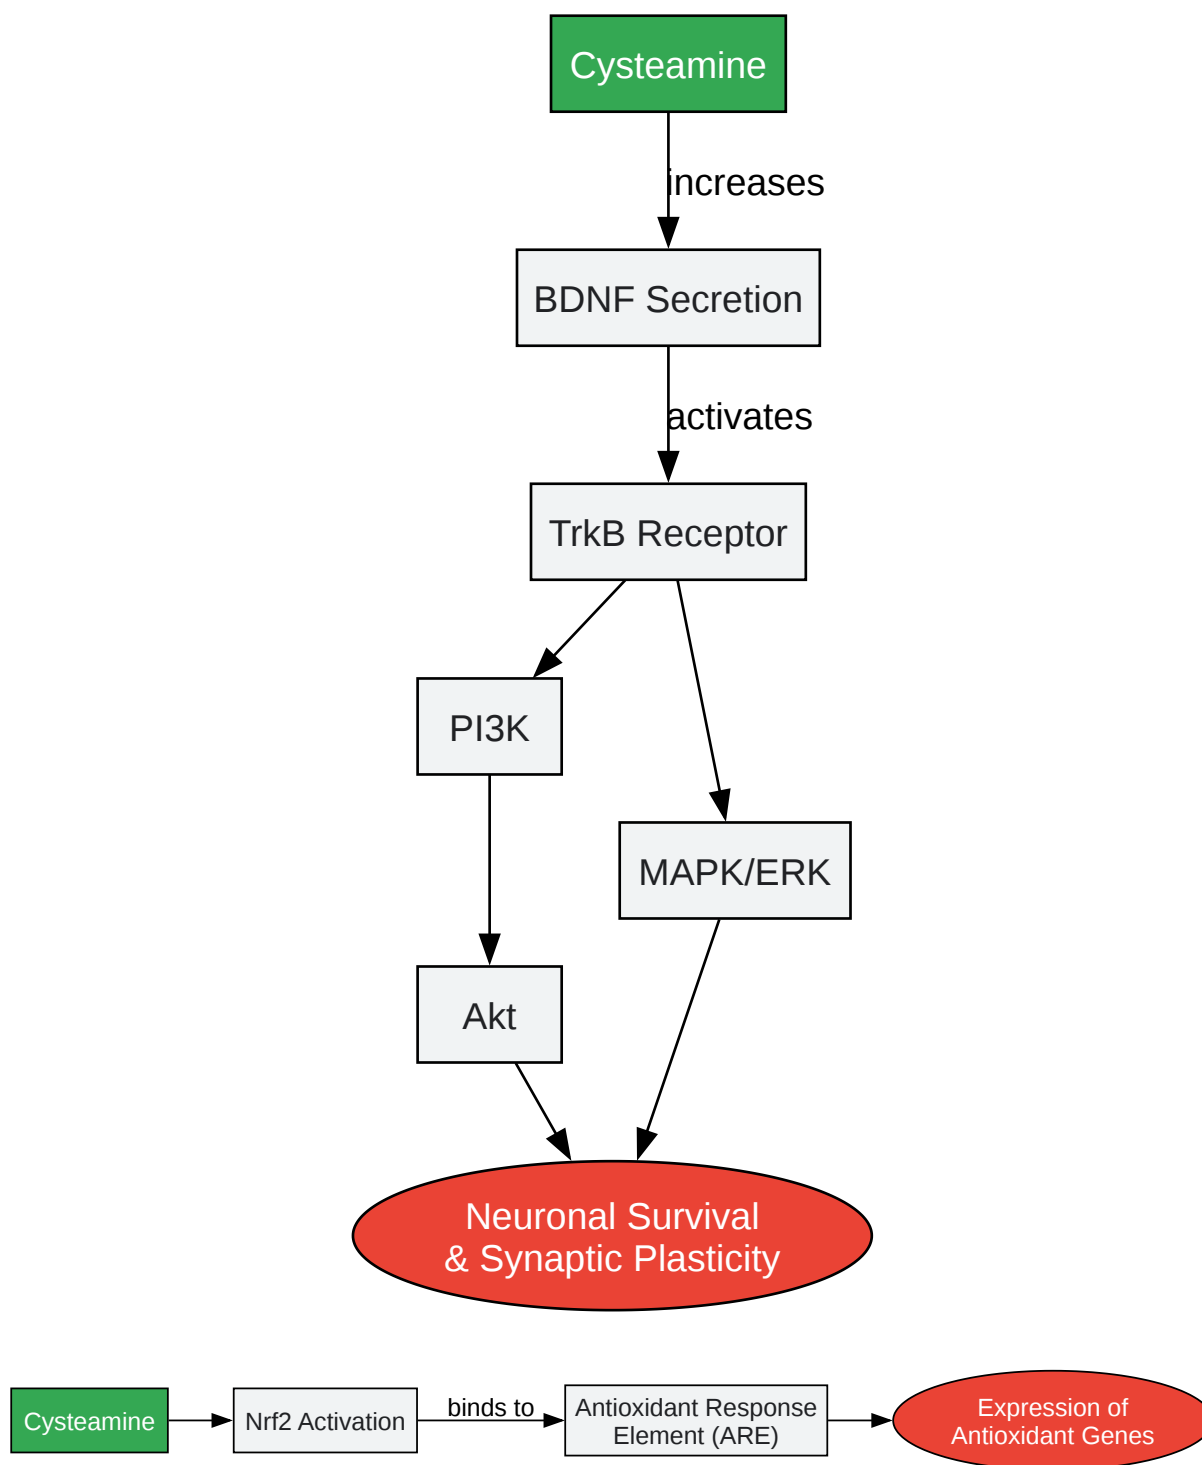 Cysteamine
increases
BDNF Secretion
activates
TrkB Receptor
PI3K
MAPK/ERK
Akt
Neuronal Survival
& Synaptic Plasticity
Cysteamine
Nrf2 Activation
binds to
Antioxidant Response
Element (ARE)
Expression of
Antioxidant Genes